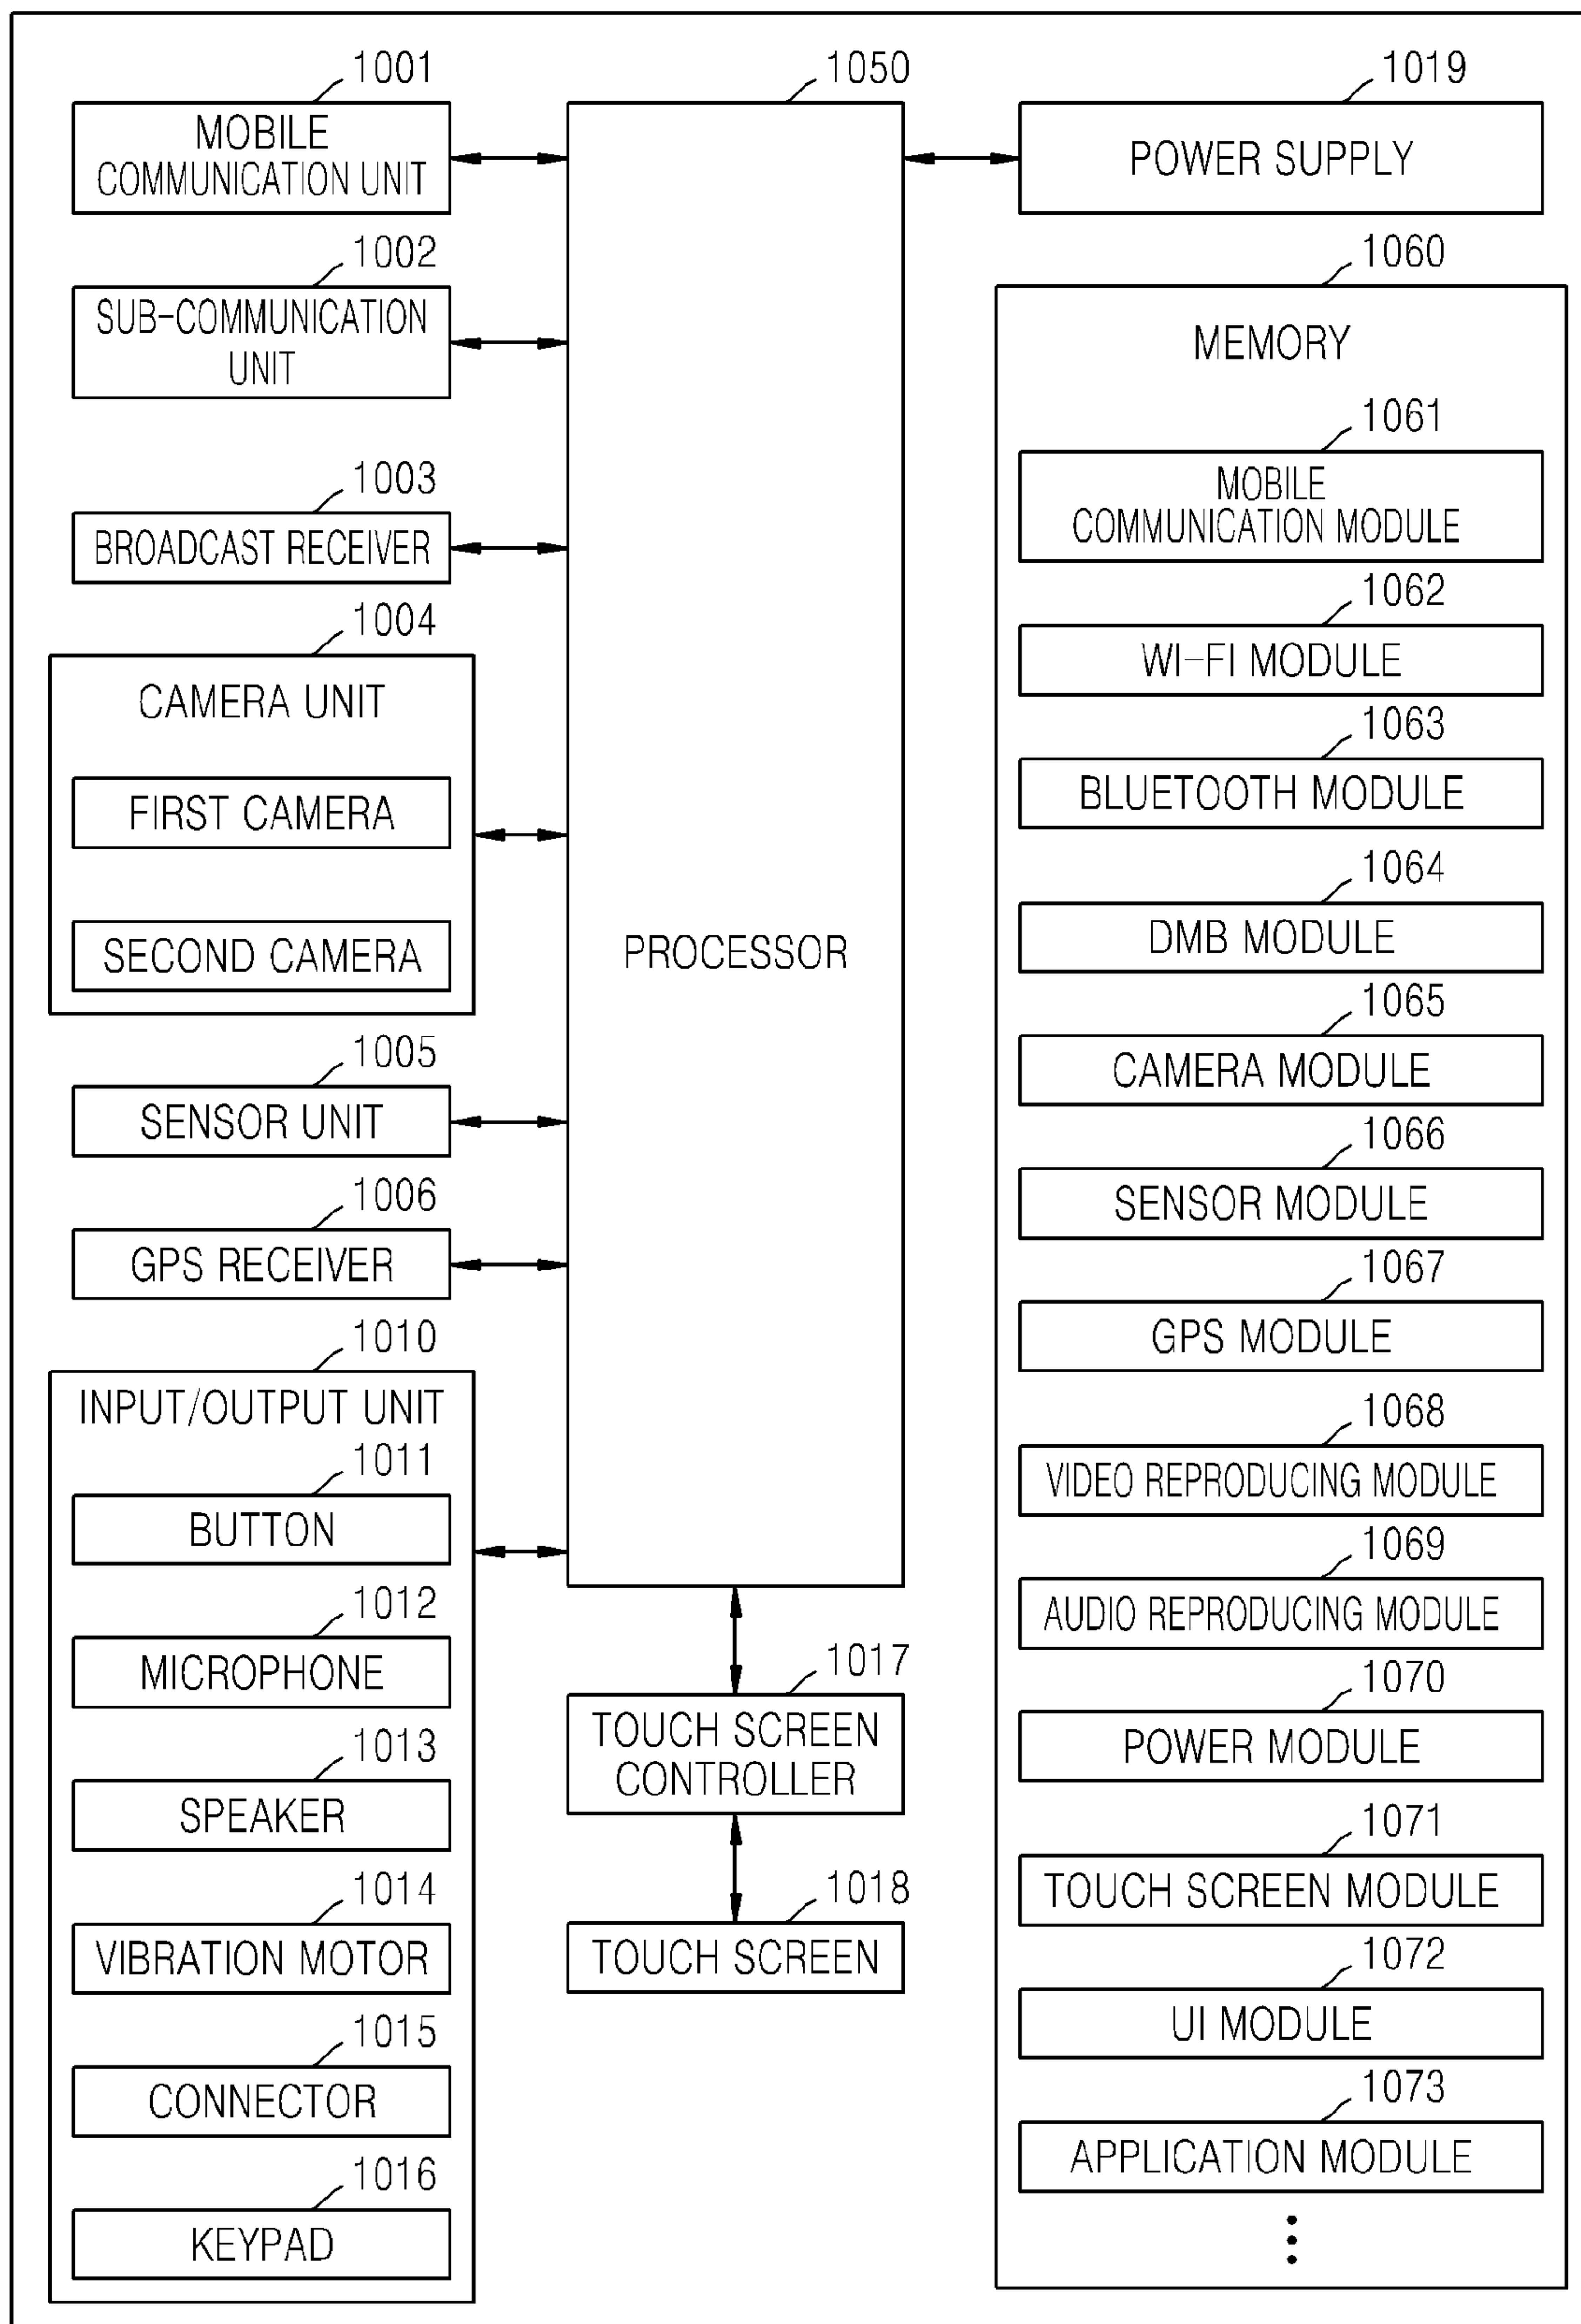 1001
MOBILE
COMMUNICATION UNIT
1002
SUB-COMMUNICATION
UNIT
1003
BROADCAST RECEIVER
1004
CAMERA UNIT
FIRST CAMERA
SECOND CAMERA
1005
SENSOR UNIT
1006
GPS RECEIVER
1010
INPUT/OUTPUT UNIT
1011
BUTTON
1012
MICROPHONE
1013
SPEAKER
1014
VIBRATION MOTOR
1015
CONNECTOR
1016
KEYPAD
1050
PROCESSOR
1017
TOUCH SCREEN
CONTROLLER
1018
TOUCH SCREEN
1019
POWER SUPPLY
1060
MEMORY
1061
MOBILE
COMMUNICATION MODULE
1062
WI-FI MODULE
1063
BLUETOOTH MODULE
1064
DMB MODULE
1065
CAMERA MODULE
1066
SENSOR MODULE
1067
GPS MODULE
1068
VIDEO REPRODUCING MODULE
1069
AUDIO REPRODUCING MODULE
1070
POWER MODULE
1071
TOUCH SCREEN MODULE
1072
UI MODULE
1073
APPLICATION MODULE